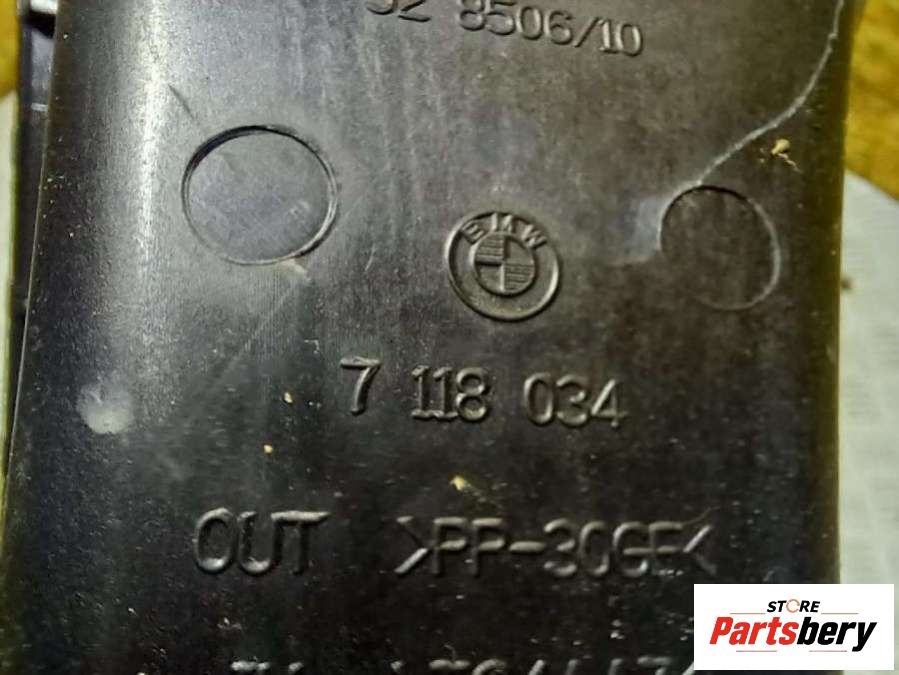 8506/10
BMW
7 118 034
OUT >PP-30GF<
STORE
Partsbery